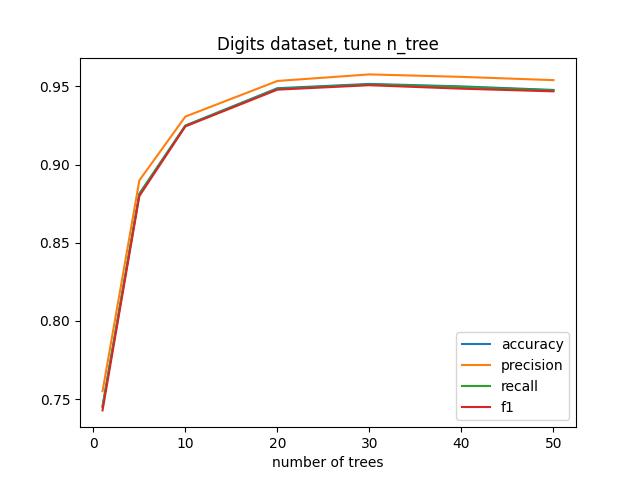 Digits dataset, tune n_tree
0.95
0.90
0.85
0.80
0.75
accuracy
precision
recall
f1
0 10 20 30 40 50
number of trees